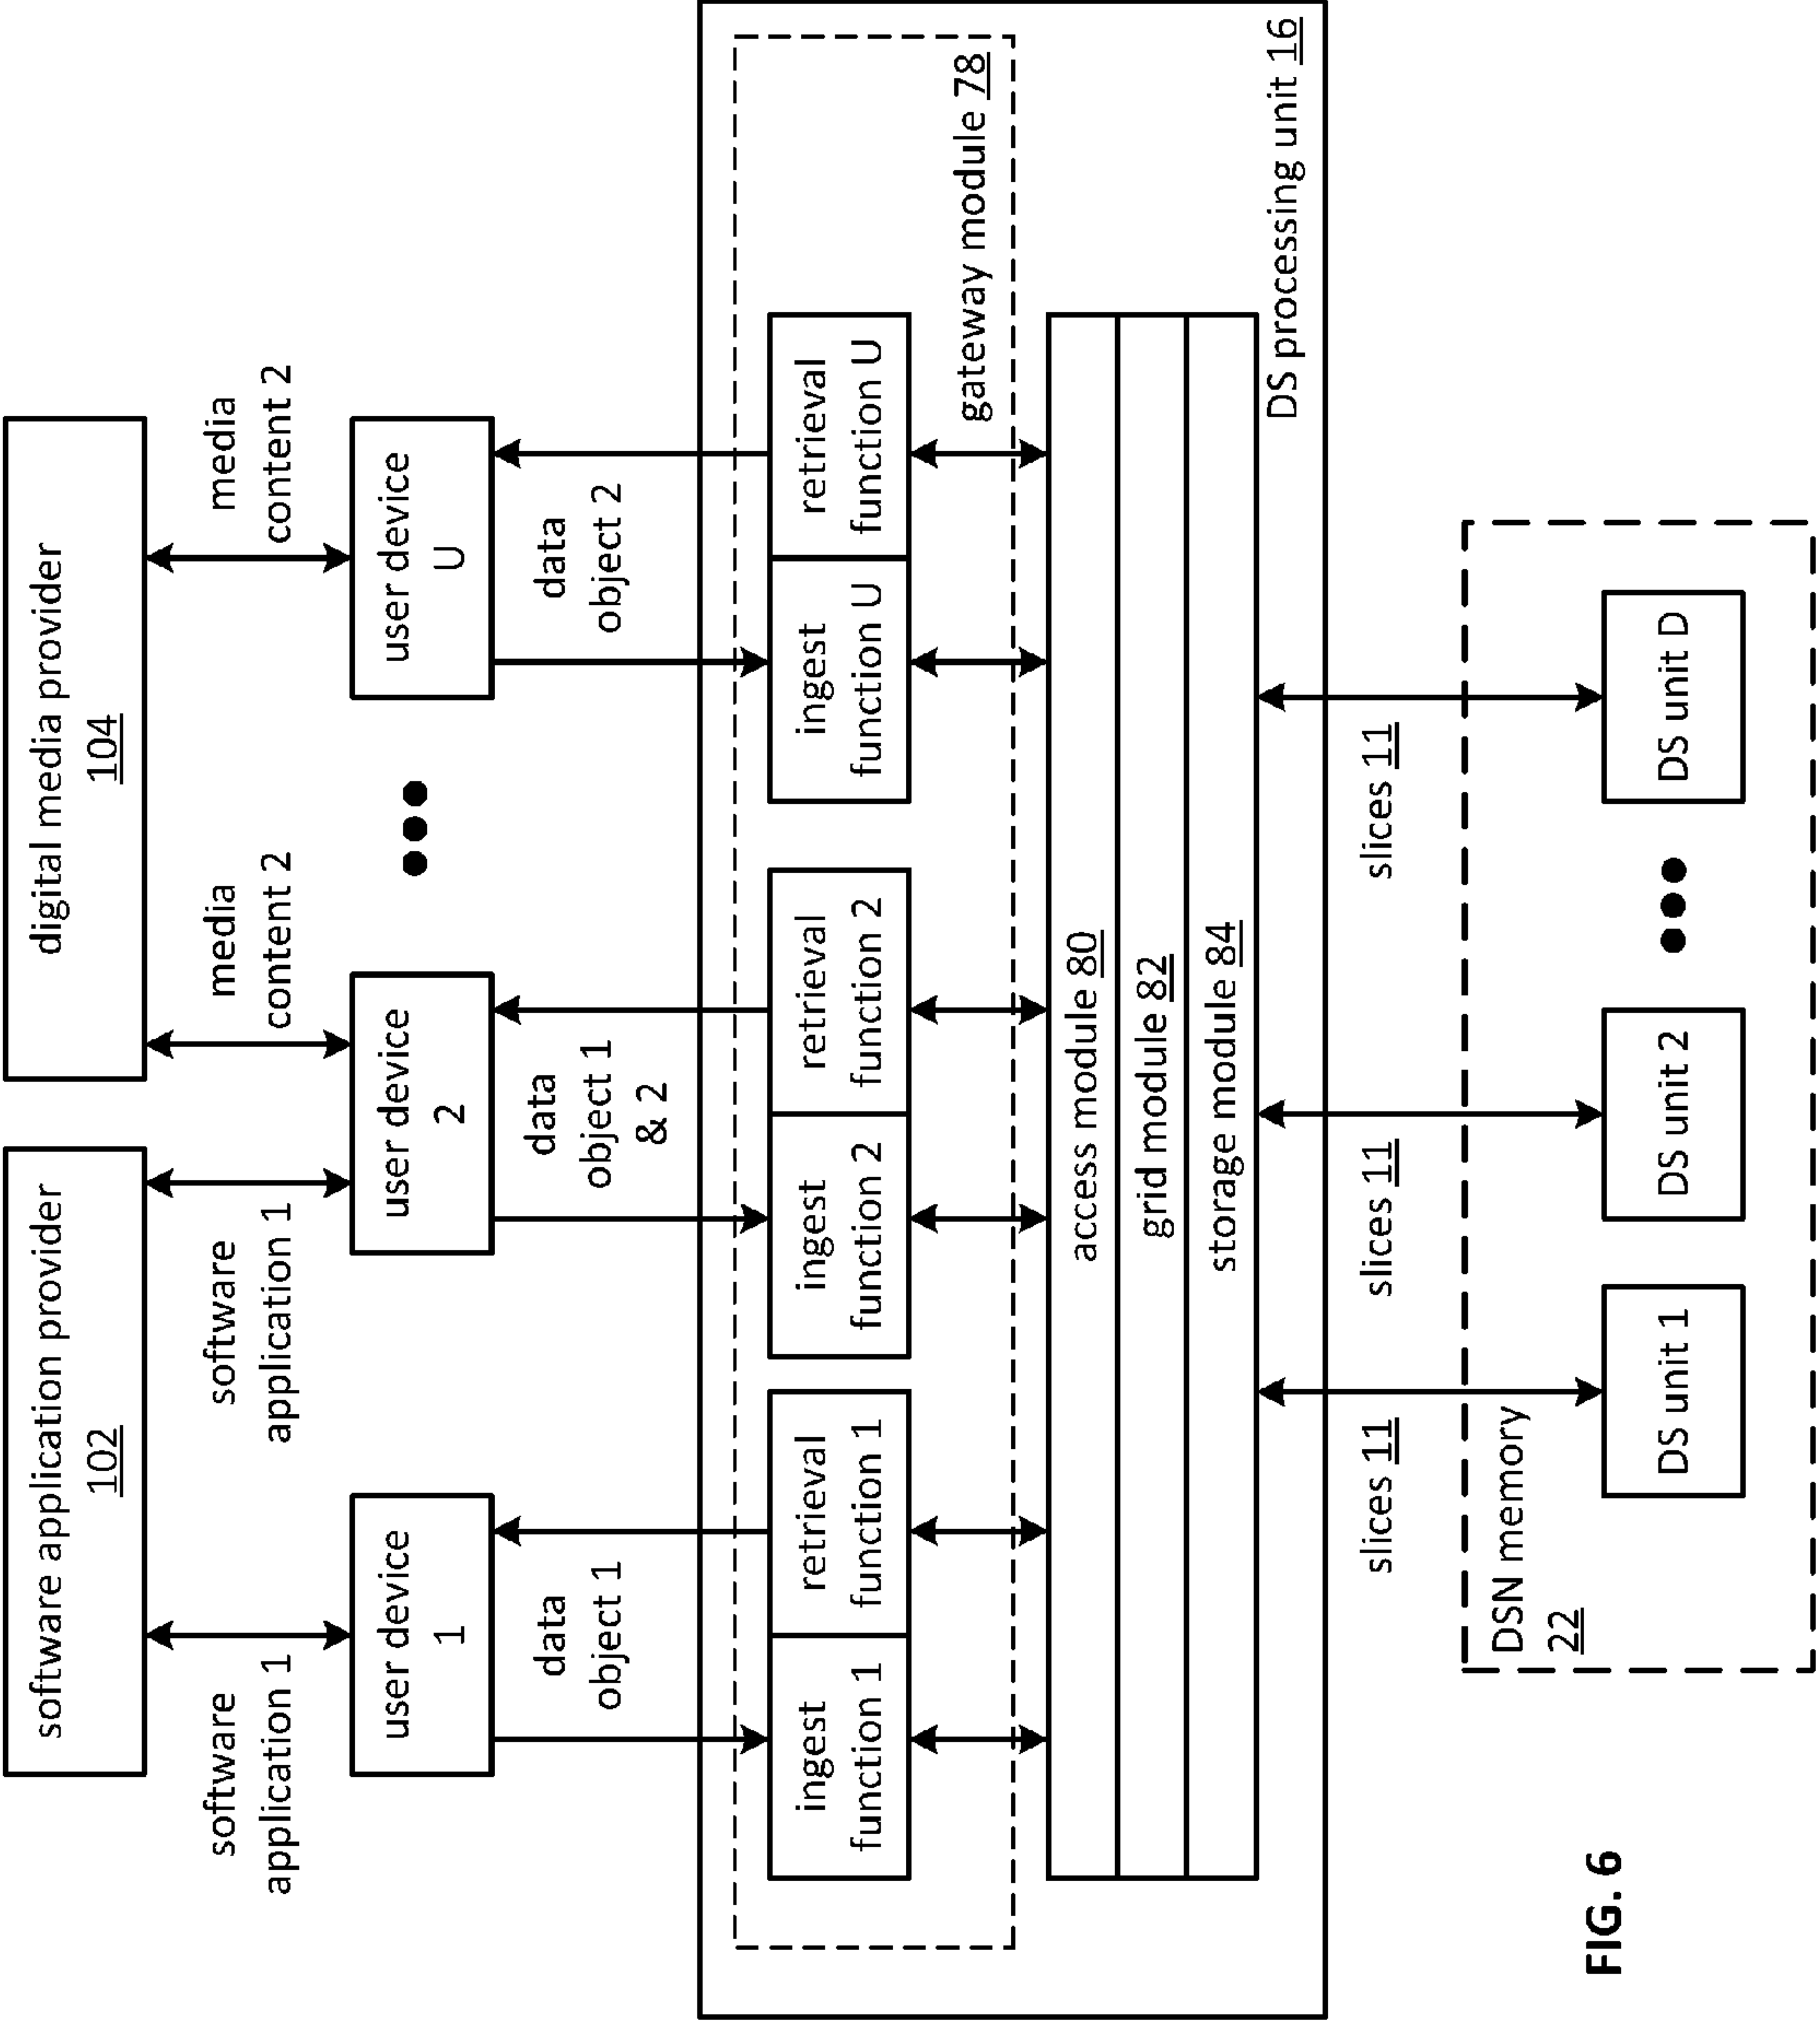 software application provider
102
digital media provider
104
software
application 1
software
application 1
media
content 2
media
content 2
user device
1
user device
2
user device
U
data
object 1
data
object 1
& 2
data
object 2
ingest
function 1
retrieval
function 1
ingest
function 2
retrieval
function 2
ingest
function U
retrieval
function U
gateway module 78
access module 80
grid module 82
storage module 84
DS processing unit 16
slices 11
slices 11
slices 11
DSN memory
22
DS unit 1
DS unit 2
DS unit D
FIG. 6